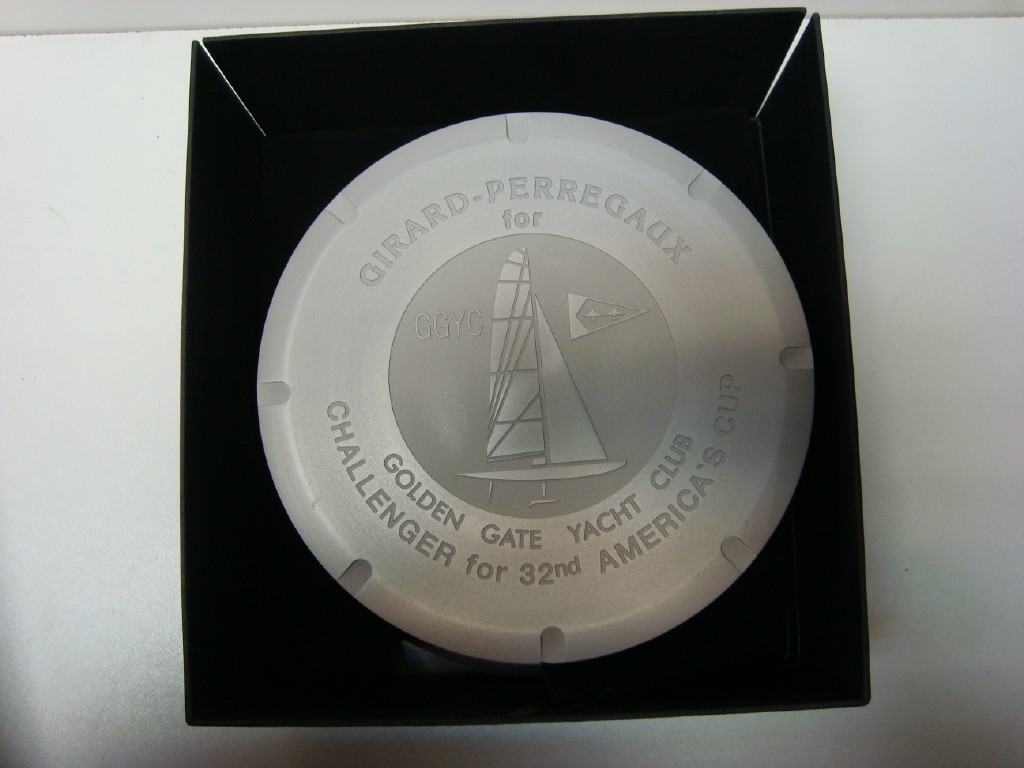 GIRARD-PERREGAUX
for
GGYC
GOLDEN GATE YACHT CLUB
CHALLENGER for 32nd AMERICA`S CUP